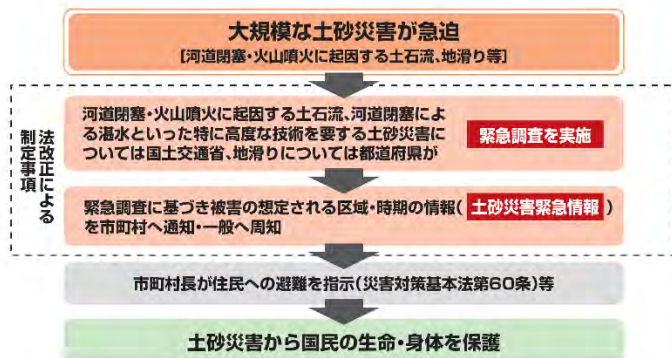 大規模な土砂災害が急迫
[河道閉塞・火山噴火に起因する土石流、地滑り等]
法改正による
制定事項
河道閉塞・火山噴火に起因する土石流、河道閉塞によ
る湛水といった特に高度な技術を要する土砂災害に
ついては国土交通省、地滑りについては都道府県が
緊急調査を実施
緊急調査に基づき被害の想定される区域・時期の情報(土砂災害緊急情報)
を市町村へ通知・一般へ周知
市町村長が住民への避難を指示(災害対策基本法第60条)等
土砂災害から国民の生命・身体を保護